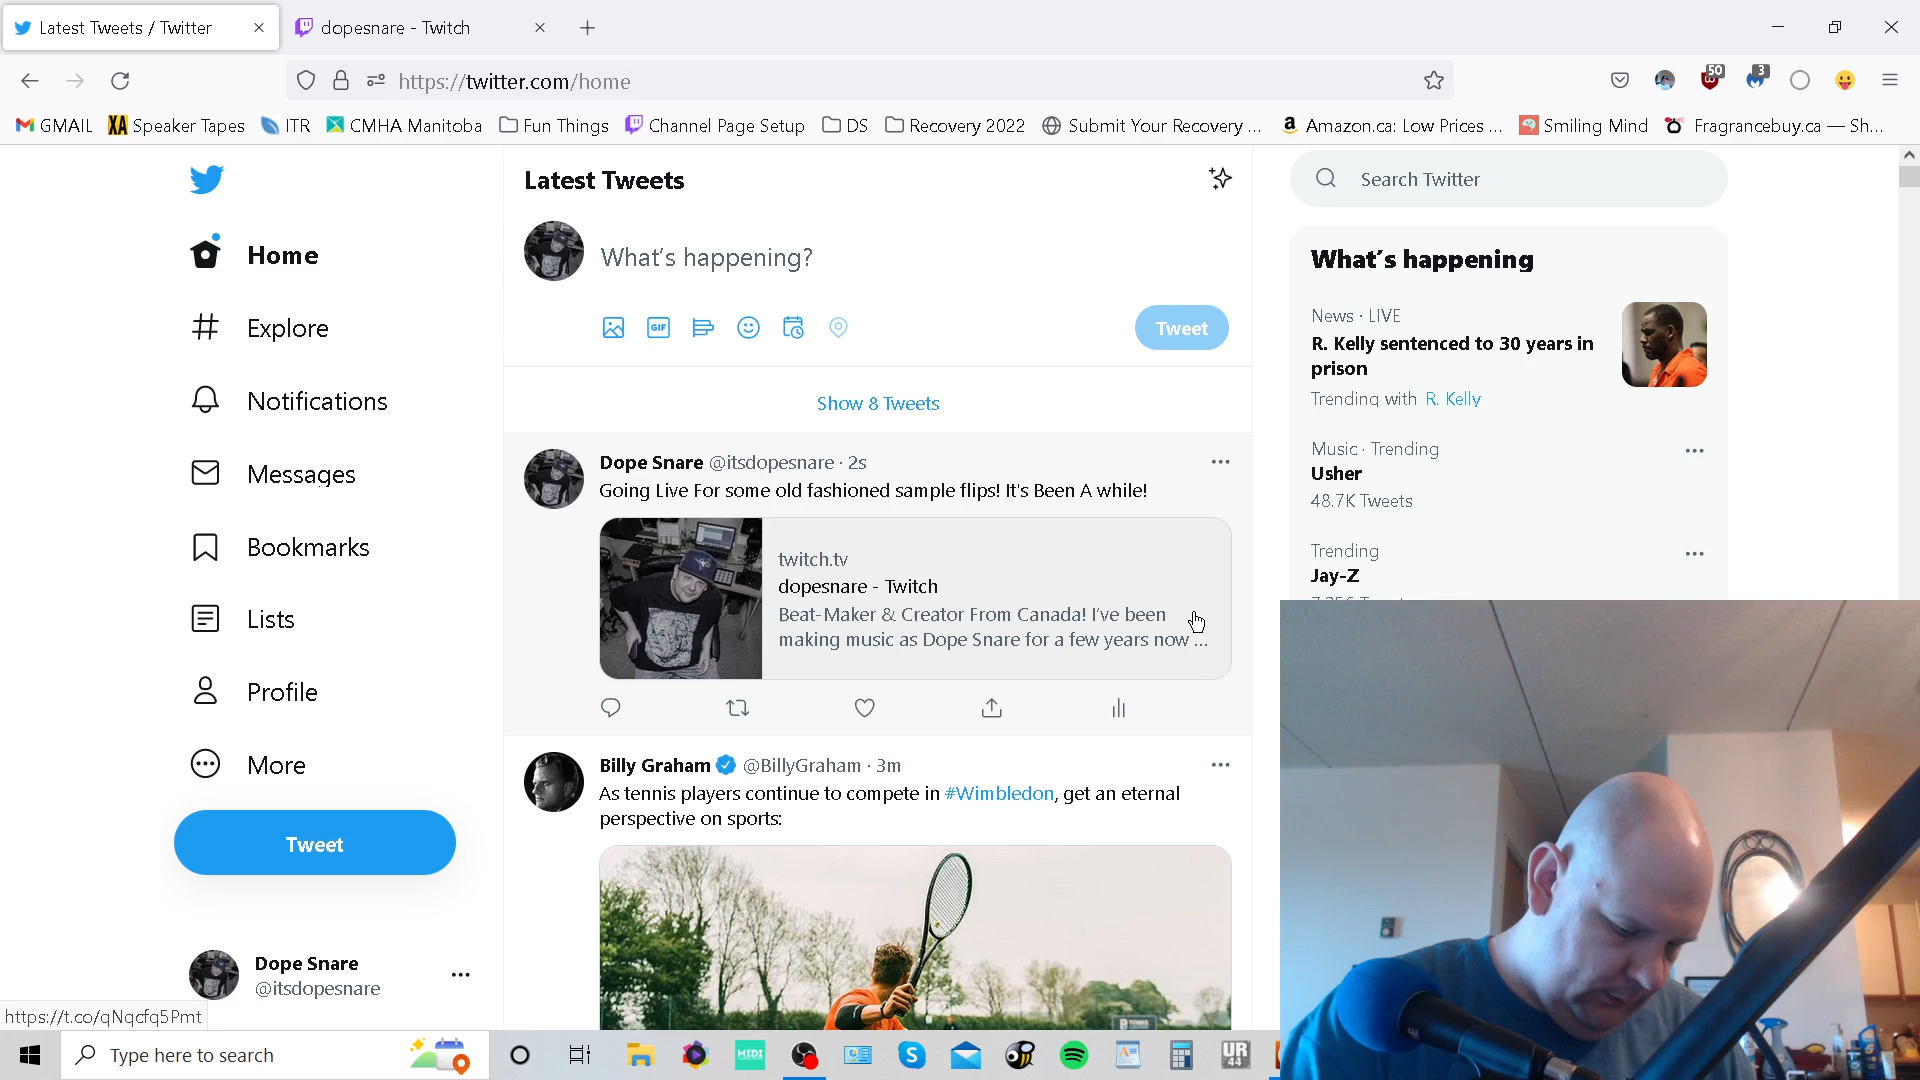 Latest Tweets / Twitter
dopesnare - Twitch
https://twitter.com/home
50
3
GMAIL
XA Speaker Tapes
ITR
CMHA Manitoba
Fun Things
Channel Page Setup
DS
Recovery 2022
Submit Your Recovery ...
a Amazon.ca: Low Prices ...
Smiling Mind
Fragrancebuy.ca — Sh...
Home
Explore
Notifications
Messages
Bookmarks
Lists
Profile
More
Tweet
Dope Snare
@itsdopesnare
https://t.co/qNqcfq5Pmt
Latest Tweets
What's happening?
GIF
Tweet
Show 8 Tweets
Dope Snare @itsdopesnare · 2s
Going Live For some old fashioned sample flips! It's Been A while!
twitch.tv
dopesnare - Twitch
Beat-Maker & Creator From Canada! I've been
making music as Dope Snare for a few years now ...
Billy Graham @BillyGraham · 3m
As tennis players continue to compete in #Wimbledon, get an eternal
perspective on sports:
Search Twitter
What's happening
News · LIVE
R. Kelly sentenced to 30 years in
prison
Trending with R. Kelly
Music · Trending
Usher
48.7K Tweets
Trending
Jay-Z
Type here to search
MIDI
S
UR
44